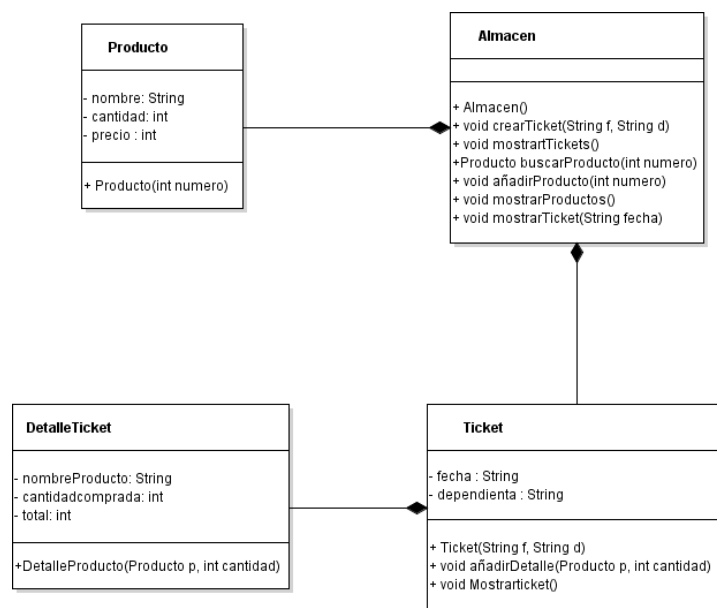 Producto
- nombre: String
- cantidad: int
- precio : int
+ Producto(int numero)
Almacen
+ Almacen()
+ void crearTicket(String f, String d)
+ void mostrartTickets()
+Producto buscarProducto(int numero)
+ void añadirProducto(int numero)
+ void mostrarProductos()
+ void mostrarTicket(String fecha)
DetalleTicket
- nombreProducto: String
- cantidadcomprada: int
- total: int
+DetalleProducto(Producto p, int cantidad)
Ticket
- fecha : String
- dependienta : String
+ Ticket(String f, String d)
+ void añadirDetalle(Producto p, int cantidad)
+ void Mostrarticket()